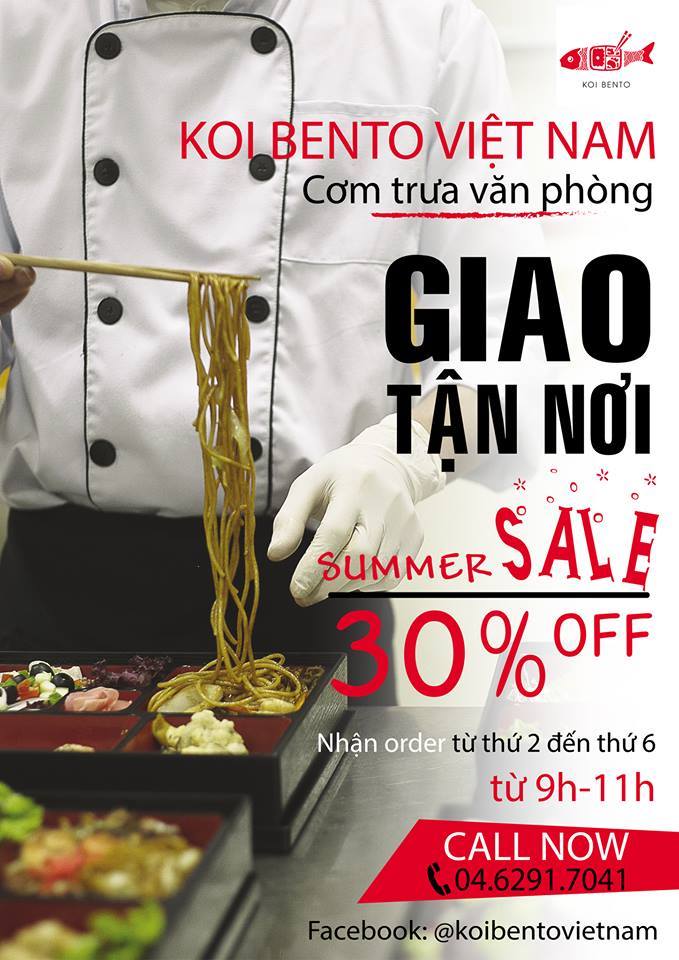 KOI BENTO
KOI BENTO VIỆT NAM
Cơm trưa văn phòng
GIAO
TẬN NƠI
SUMMER SALE
30% OFF
Nhận order từ thứ 2 đến thứ 6
từ 9h-11h
CALL NOW
04.6291.7041
Facebook: @koibentovietnam